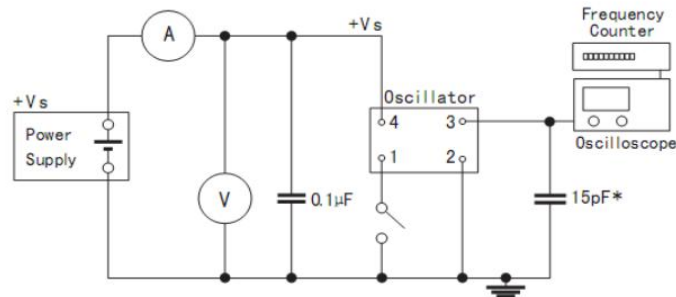 Frequency
Counter
+Vs
A
+Vs
Oscillator
Power
Supply
4
3
1
2
Oscilloscope
V
0.1μF
15pF*